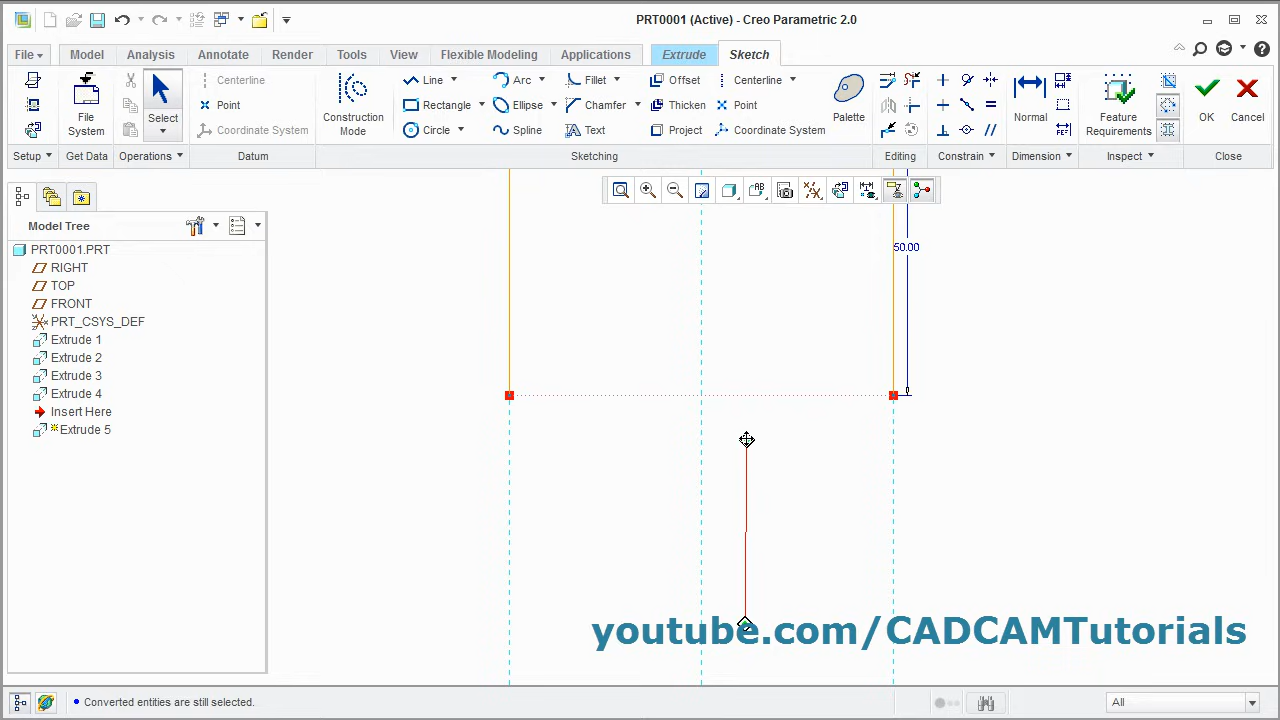 PRT0001 (Active) - Creo Parametric 2.0
File Model Analysis Annotate Render Tools View Flexible Modeling Applications Extrude Sketch
Centerline Line Arc Fillet Offset Centerline
Point Rectangle Ellipse Chamfer Thicken Point
Coordinate System Circle Spline Text Project Coordinate System
File System Select Construction Mode Palette Normal Feature Requirements OK Cancel
Setup Get Data Operations Datum Sketching Editing Constrain Dimension Inspect Close
Model Tree
PRT0001.PRT
RIGHT
TOP
FRONT
PRT_CSYS_DEF
Extrude 1
Extrude 2
Extrude 3
Extrude 4
Insert Here
Extrude 5
50.00
youtube.com/CADCAMTutorials
Converted entities are still selected.
All